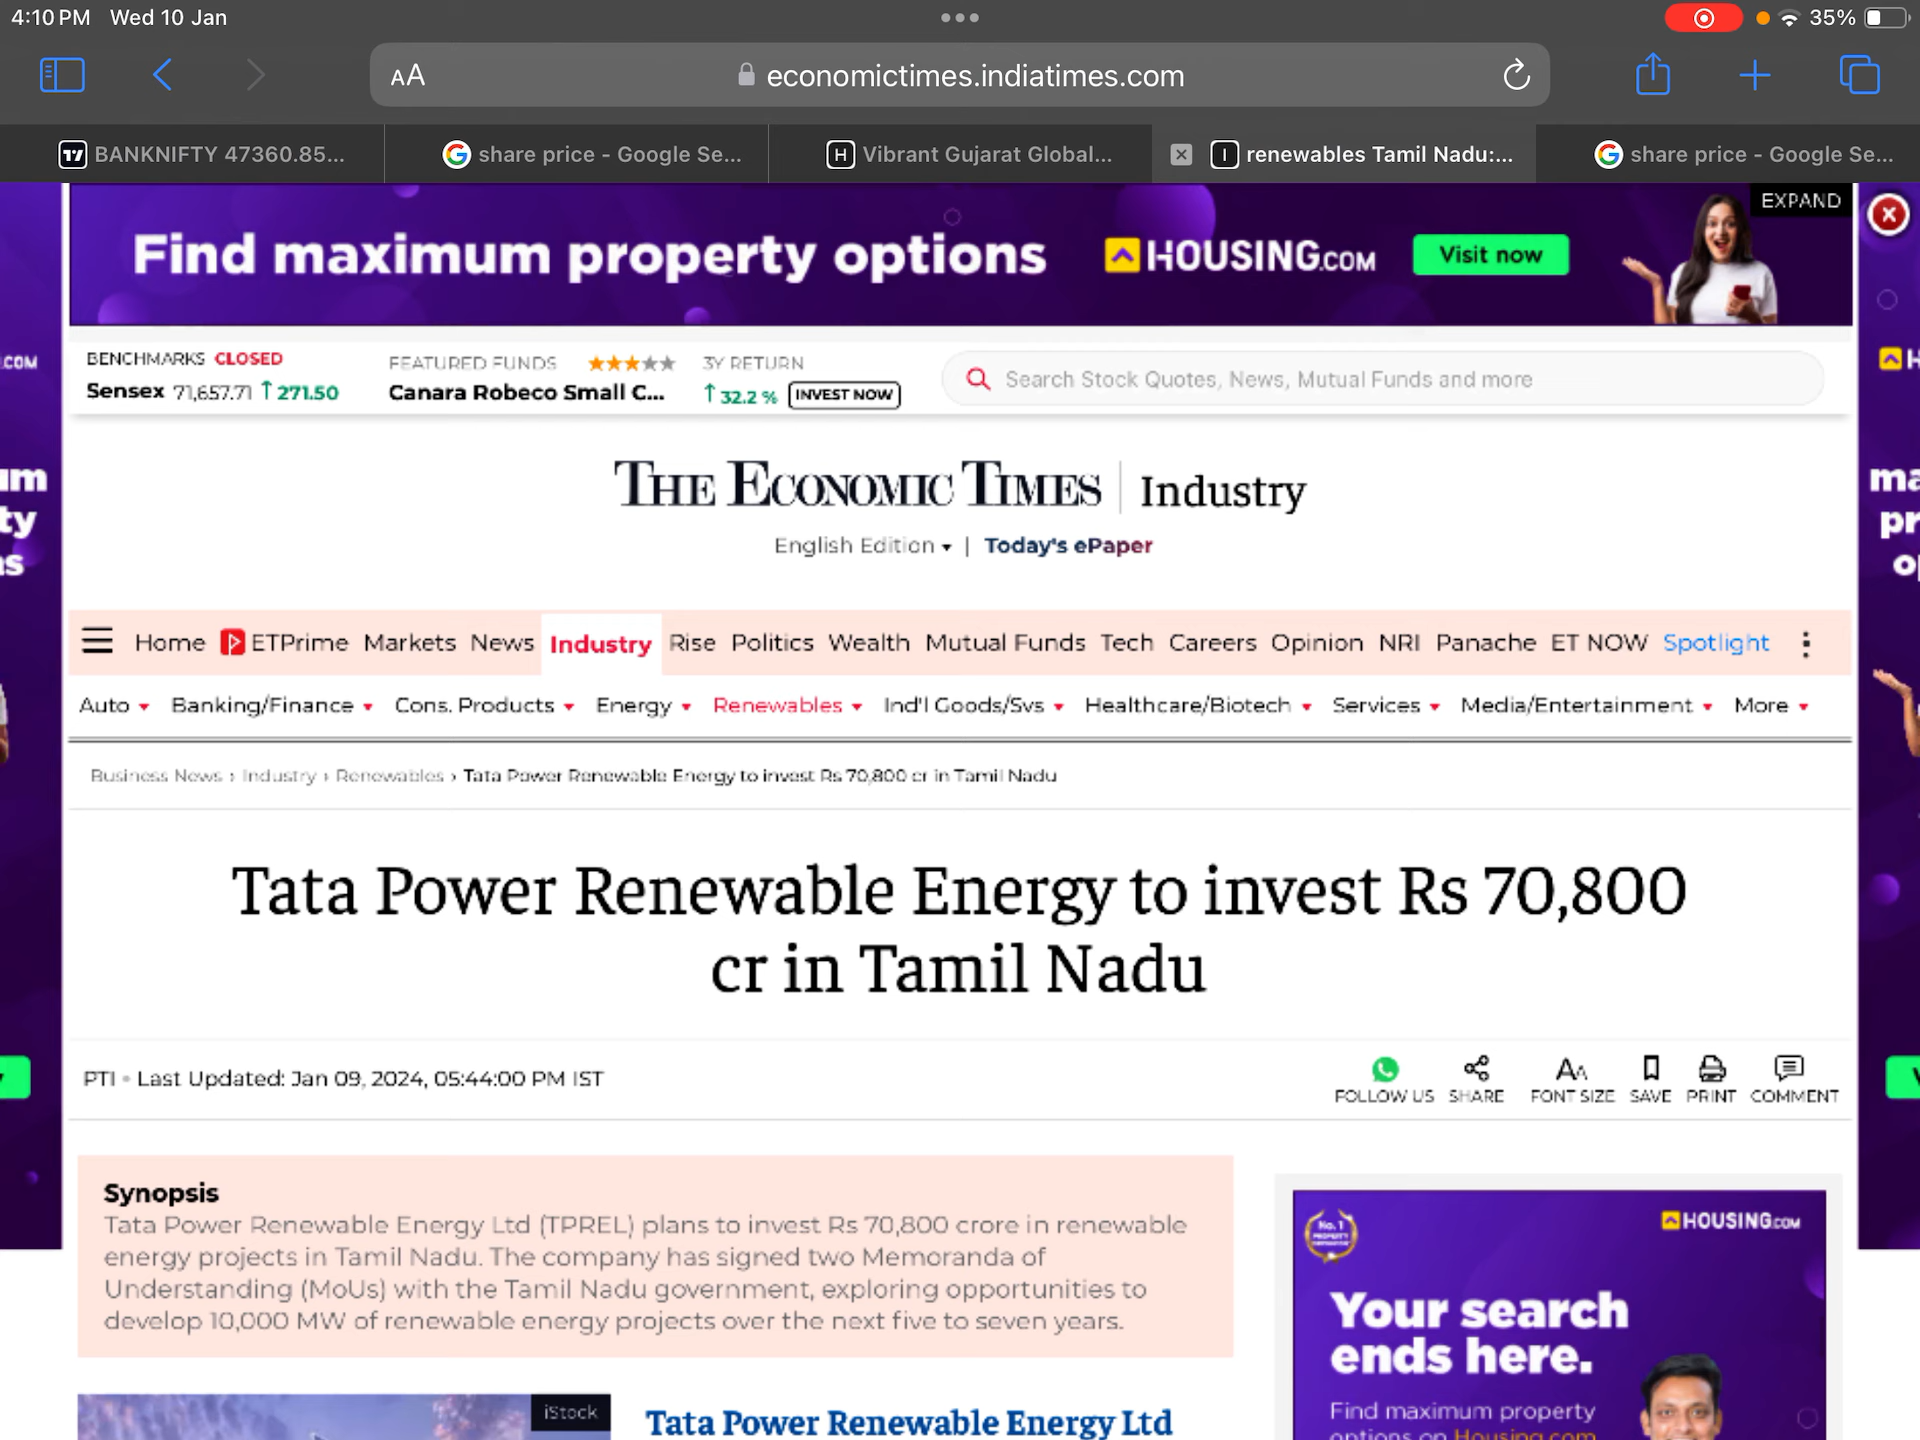 4:10 PM Wed 10 Jan
35%
AA
economictimes.indiatimes.com
BANKNIFTY 47360.85...
share price - Google Se...
Vibrant Gujarat Global...
renewables Tamil Nadu:...
share price - Google Se...
Find maximum property options
HOUSING.COM
Visit now
EXPAND
BENCHMARKS CLOSED
Sensex 71,657.71 ↑ 271.50
FEATURED FUNDS
Canara Robeco Small C...
3Y RETURN
↑ 32.2 % INVEST NOW
Search Stock Quotes, News, Mutual Funds and more
THE ECONOMIC TIMES | Industry
English Edition ▾ | Today's ePaper
Home ETPrime Markets News Industry Rise Politics Wealth Mutual Funds Tech Careers Opinion NRI Panache ET NOW Spotlight
Auto Banking/Finance Cons. Products Energy Renewables Ind'l Goods/Svs Healthcare/Biotech Services Media/Entertainment More
Business News › Industry › Renewables › Tata Power Renewable Energy to invest Rs 70,800 cr in Tamil Nadu
Tata Power Renewable Energy to invest Rs 70,800
cr in Tamil Nadu
PTI • Last Updated: Jan 09, 2024, 05:44:00 PM IST
FOLLOW US SHARE FONT SIZE SAVE PRINT COMMENT
Synopsis
Tata Power Renewable Energy Ltd (TPREL) plans to invest Rs 70,800 crore in renewable
energy projects in Tamil Nadu. The company has signed two Memoranda of
Understanding (MoUs) with the Tamil Nadu government, exploring opportunities to
develop 10,000 MW of renewable energy projects over the next five to seven years.
iStock
Tata Power Renewable Energy Ltd
No. 1
HOUSING.COM
Your search
ends here.
Find maximum property
options on Housing.com